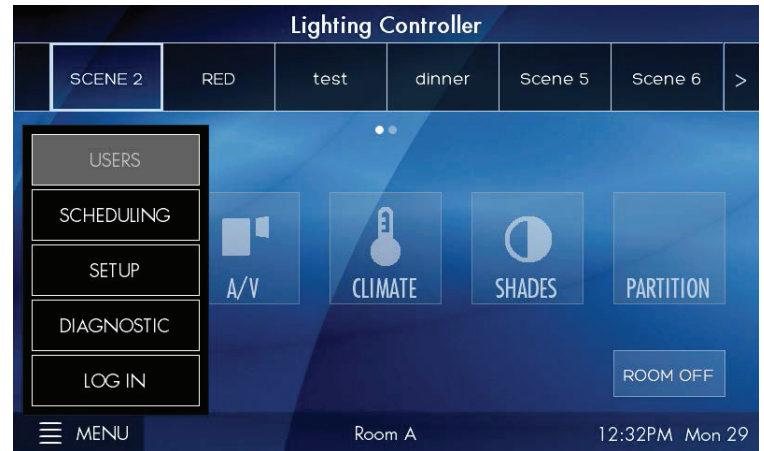 Lighting Controller
SCENE 2 RED test dinner Scene 5 Scene 6 >
USERS
SCHEDULING
SETUP
DIAGNOSTIC
LOG IN
A/V CLIMATE SHADES PARTITION
ROOM OFF
MENU Room A 12:32PM Mon 29